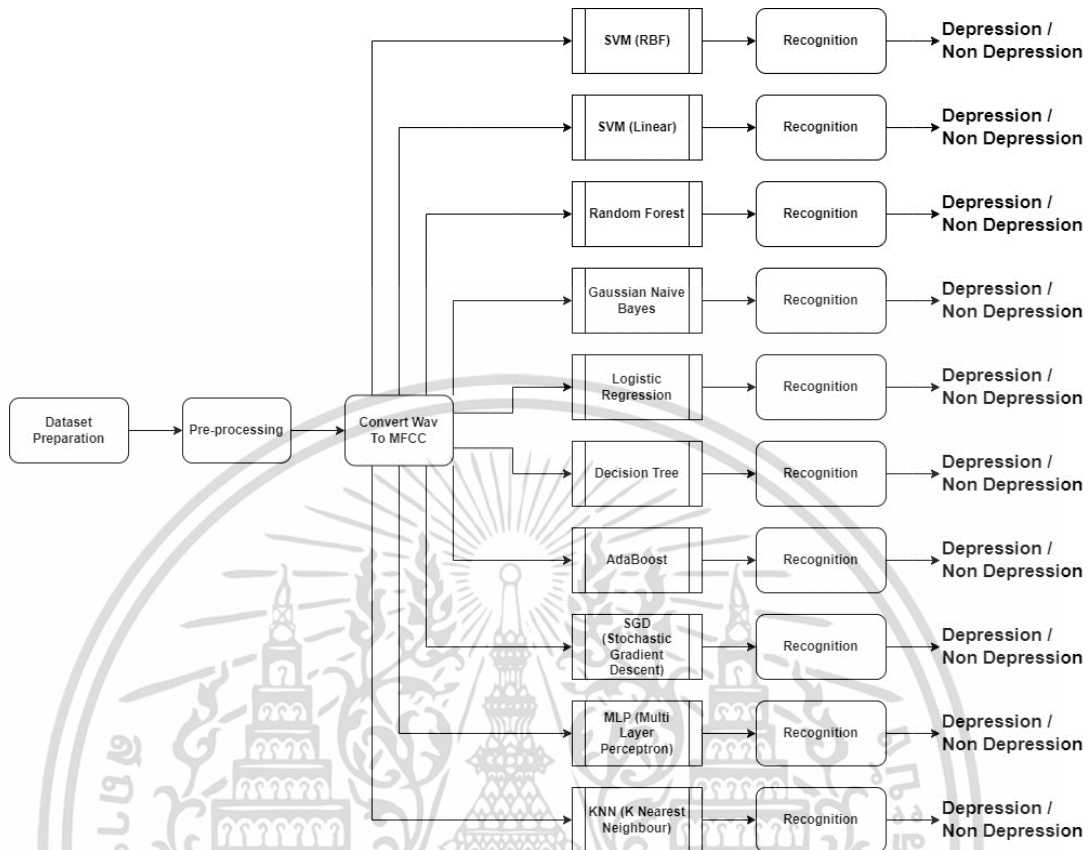 SVM (RBF)
Recognition
Depression /
Non Depression
SVM (Linear)
Recognition
Depression /
Non Depression
Random Forest
Recognition
Depression /
Non Depression
Gaussian Naive
Bayes
Recognition
Depression /
Non Depression
Logistic
Regression
Recognition
Depression /
Non Depression
Dataset
Preparation
Pre-processing
Convert Wav
To MFCC
Decision Tree
Recognition
Depression /
Non Depression
AdaBoost
Recognition
Depression /
Non Depression
SGD
(Stochastic
Gradient
Descent)
Recognition
Depression /
Non Depression
MLP (Multi
Layer
Perceptron)
Recognition
Depression /
Non Depression
KNN (K Nearest
Neighbour)
Recognition
Depression /
Non Depression